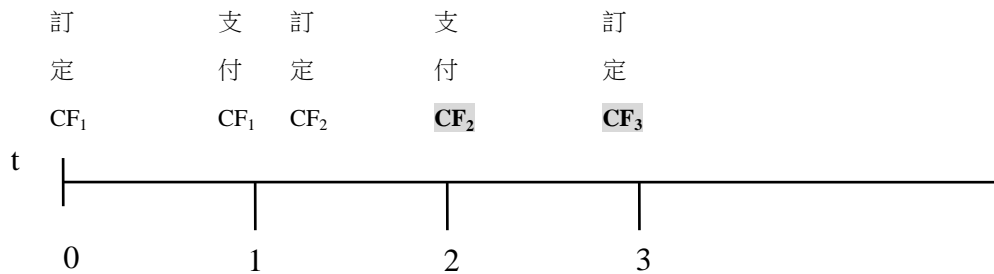 訂 支 訂 支 訂
定 付 定 付 定
CF₁ CF₁ CF₂ CF₂ CF₃
t
0 1 2 3